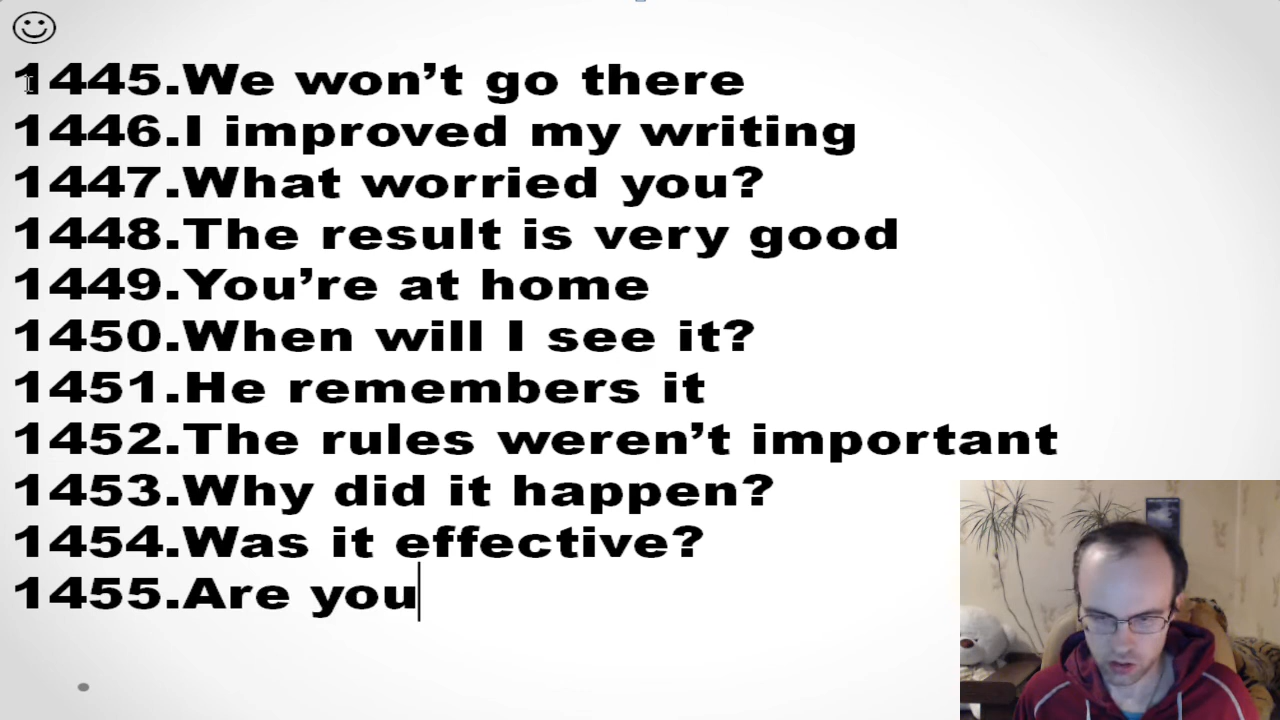 1445.We won’t go there
1446.I improved my writing
1447.What worried you?
1448.The result is very good
1449.You’re at home
1450.When will I see it?
1451.He remembers it
1452.The rules weren’t important
1453.Why did it happen?
1454.Was it effective?
1455.Are you